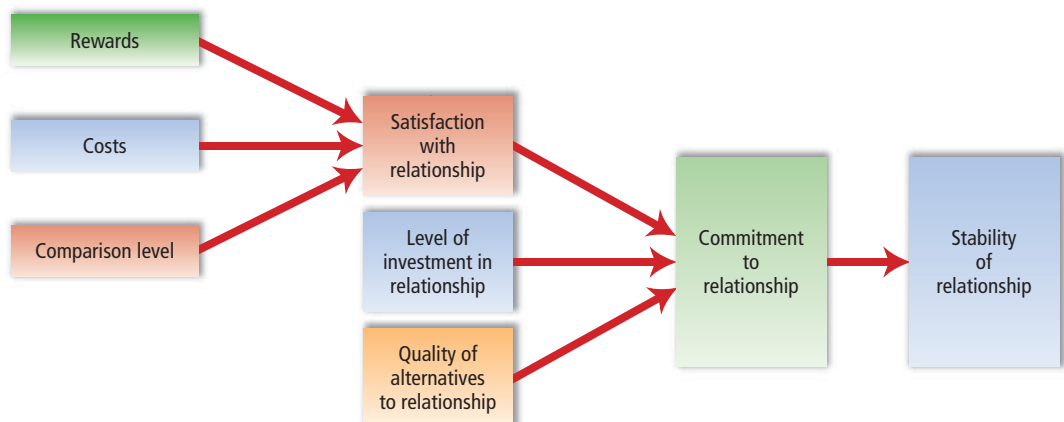 Rewards
Costs
Comparison level
Satisfaction
with
relationship
Level of
investment in
relationship
Quality of
alternatives
to relationship
Commitment
to
relationship
Stability
of
relationship